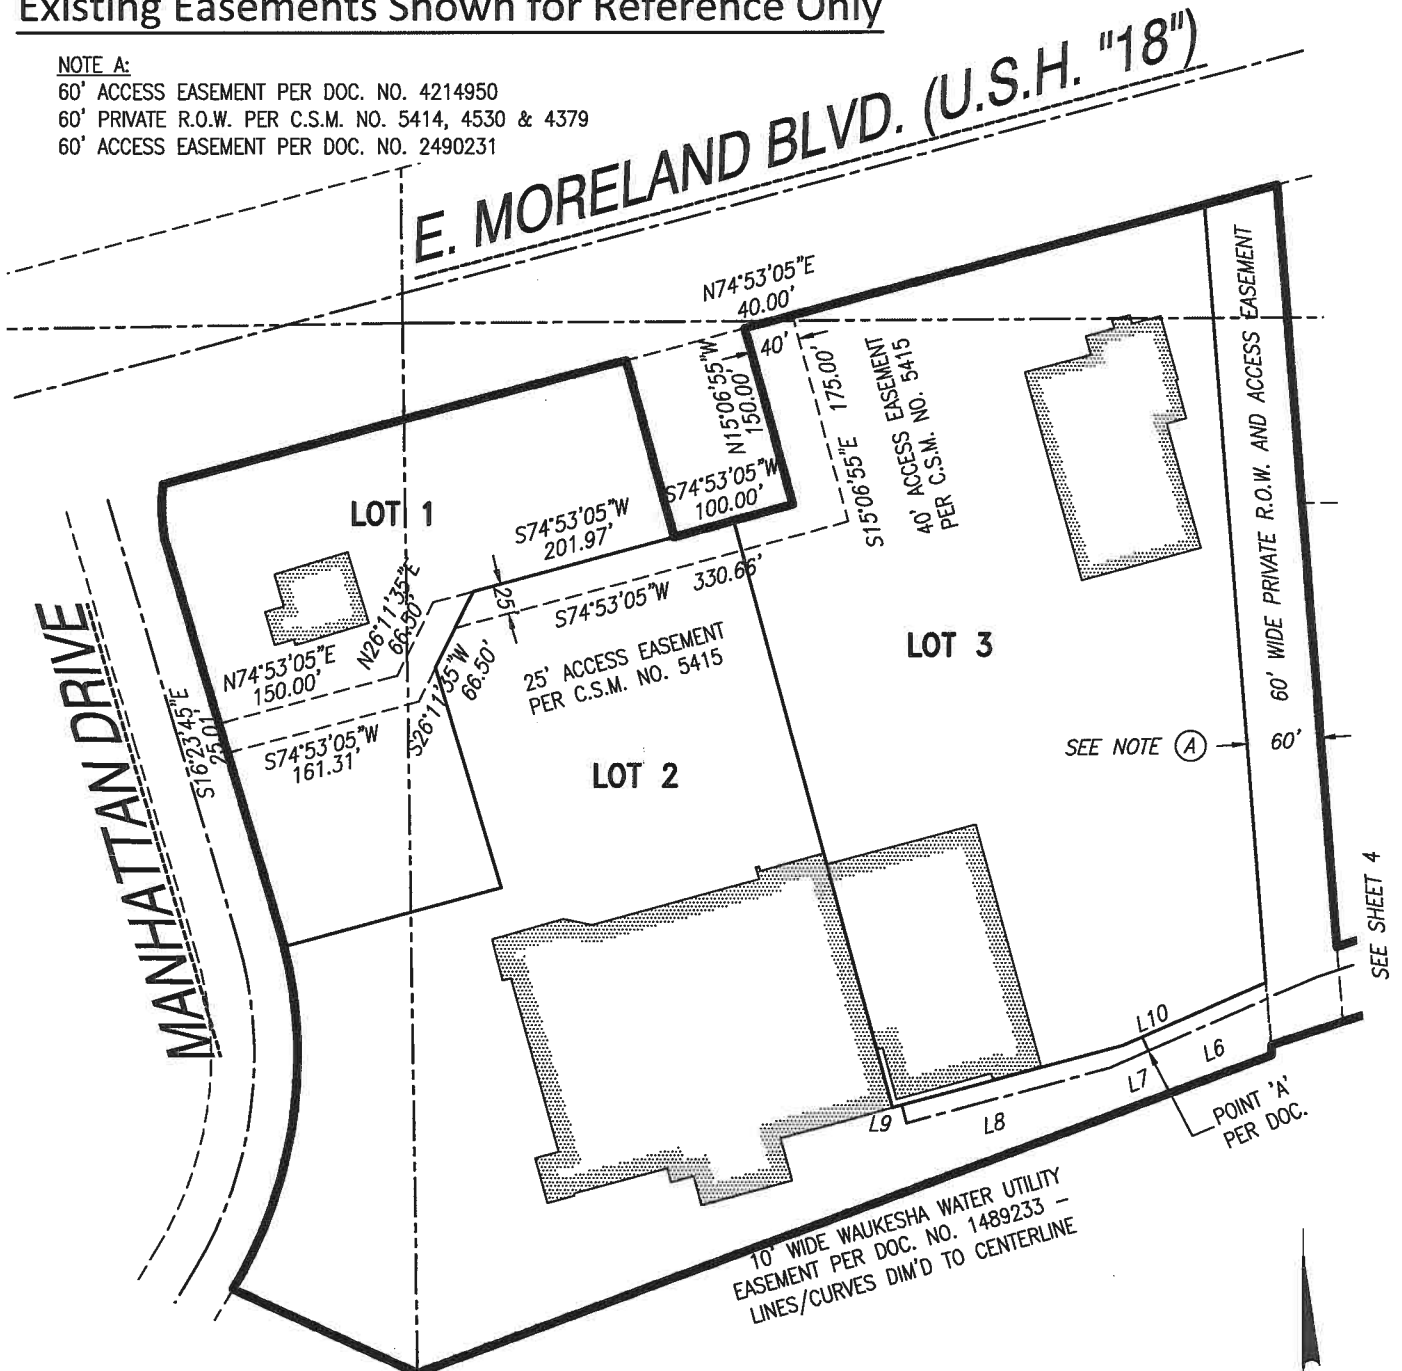 Existing Easements Shown for Reference Only
NOTE A:
60' ACCESS EASEMENT PER DOC. NO. 4214950
60' PRIVATE R.O.W. PER C.S.M. NO. 5414, 4530 & 4379
60' ACCESS EASEMENT PER DOC. NO. 2490231
E. MORELAND BLVD. (U.S.H. "18")
N74°53'05"E
40.00'
40'
N15°06'55"W
150.00'
S15°06'55"E 175.00'
40' ACCESS EASEMENT
PER C.S.M. NO. 5415
60' WIDE PRIVATE R.O.W. AND ACCESS EASEMENT
S74°53'05"W
100.00'
LOT 1
S74°53'05"W
201.97'
25'
S74°53'05"W 330.66'
N26°11'35"E
66.50'
S26°11'35"W
66.50'
25' ACCESS EASEMENT
PER C.S.M. NO. 5415
N74°53'05"E
150.00'
S16°23'45"E
25.01'
S74°53'05"W
161.31'
MANHATTAN DRIVE
LOT 2
LOT 3
SEE NOTE A
60'
SEE SHEET 4
L10
L6
L7
L8
L9
POINT 'A'
PER DOC.
10' WIDE WAUKESHA WATER UTILITY
EASEMENT PER DOC. NO. 1489233 –
LINES/CURVES DIM'D TO CENTERLINE